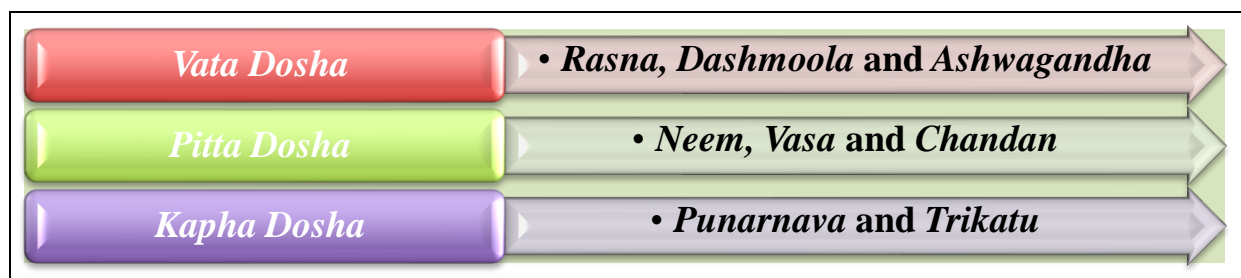 Vata Dosha
• Rasna, Dashmoola and Ashwagandha
Pitta Dosha
• Neem, Vasa and Chandan
Kapha Dosha
• Punarnava and Trikatu